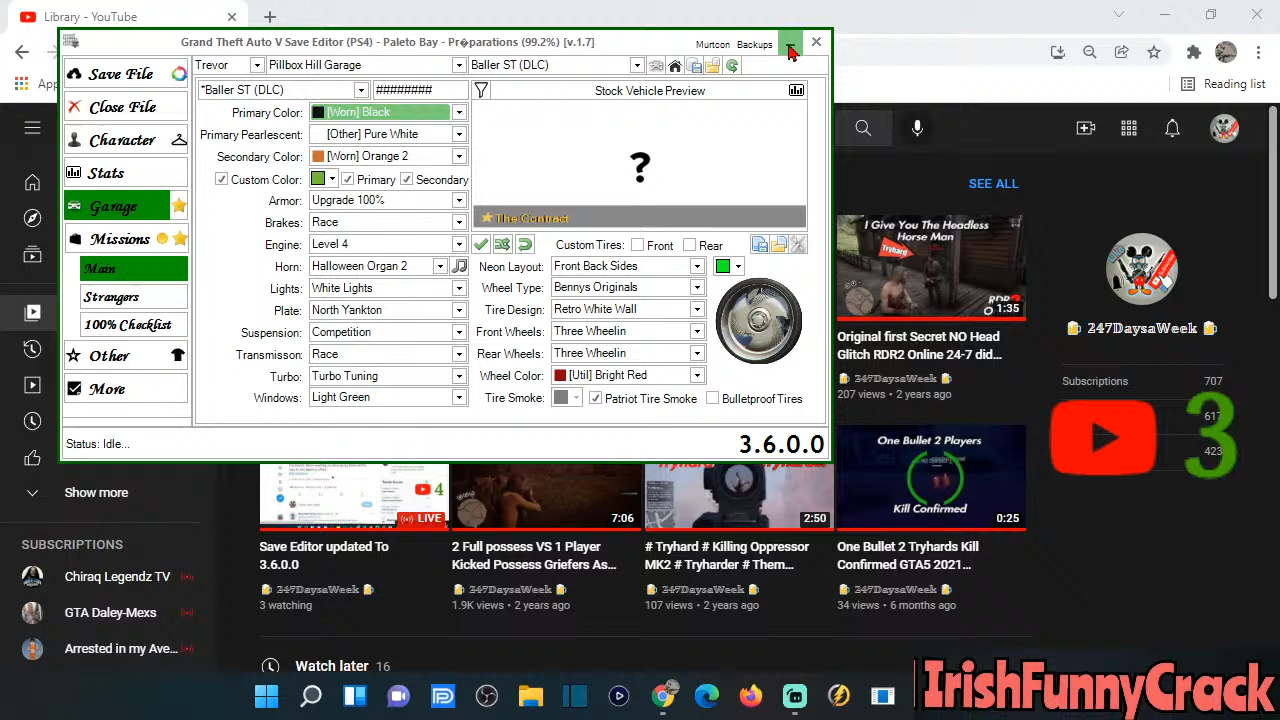 Library - YouTube
Grand Theft Auto V Save Editor (PS4) - Paleto Bay - Pr�parations (99.2%) [v.1.7]
Murtcon
Backups
Save File
Close File
Character
Stats
Garage
Missions
Main
Strangers
100% Checklist
Other
More
Trevor
Pillbox Hill Garage
Baller ST (DLC)
*Baller ST (DLC)
########
Primary Color: [Worn] Black
Primary Pearlescent: [Other] Pure White
Secondary Color: [Worn] Orange 2
Custom Color: Primary Secondary
Armor: Upgrade 100%
Brakes: Race
Engine: Level 4
Horn: Halloween Organ 2
Lights: White Lights
Plats: North Yankton
Suspension: Competition
Transmisson: Race
Turbo: Turbo Tuning
Windows: Light Green
Stock Vehicle Preview
?
The Contract
Custom Tires: Front Rear
Neon Layout: Front Back Sides
Wheel Type: Bennys Originals
Tire Design: Retro White Wall
Front Wheels: Three Wheelin
Rear Wheels: Three Wheelin
Wheel Color: [Util] Bright Red
Tire Smoke: Patriot Tire Smoke Bulletproof Tires
Status: Idle...
3.6.0.0
Reading list
SEE ALL
I Give You The Headless
Horse Man
Tarrified
RDR2
1:35
Original first Secret NO Head
Glitch RDR2 Online 24-7 did...
🍺 𝟚𝟜𝟟𝔻𝕒𝕪𝕤𝕒𝕎𝕖𝕖𝕜 🍺
207 views • 2 years ago
🍺 𝟚𝟜𝟟𝔻𝕒𝕪𝕤𝕒𝕎𝕖𝕖𝕜 🍺
Subscriptions 707
617
423
3
Show more
SUBSCRIPTIONS
Chiraq Legendz TV
GTA Daley-Mexs
Arrested in my Ave...
4
LIVE
Save Editor updated To
3.6.0.0
🍺 𝟚𝟜𝟟𝔻𝕒𝕪𝕤𝕒𝕎𝕖𝕖𝕜 🍺
3 watching
7:06
2 Full possess VS 1 Player
Kicked Possess Griefers As...
🍺 𝟚𝟜𝟟𝔻𝕒𝕪𝕤𝕒𝕎𝕖𝕖𝕜 🍺
1.9K views • 2 years ago
2:50
# Tryhard # Killing Oppressor
MK2 # Tryharder # Them...
🍺 𝟚𝟜𝟟𝔻𝕒𝕪𝕤𝕒𝕎𝕖𝕖𝕜 🍺
107 views • 2 years ago
One Bullet 2 Players
Kill Confirmed
0:25
One Bullet 2 Tryhards Kill
Confirmed GTA5 2021...
🍺 𝟚𝟜𝟟𝔻𝕒𝕪𝕤𝕒𝕎𝕖𝕖𝕜 🍺
34 views • 6 months ago
Watch later 16
IrishFunnyCrack